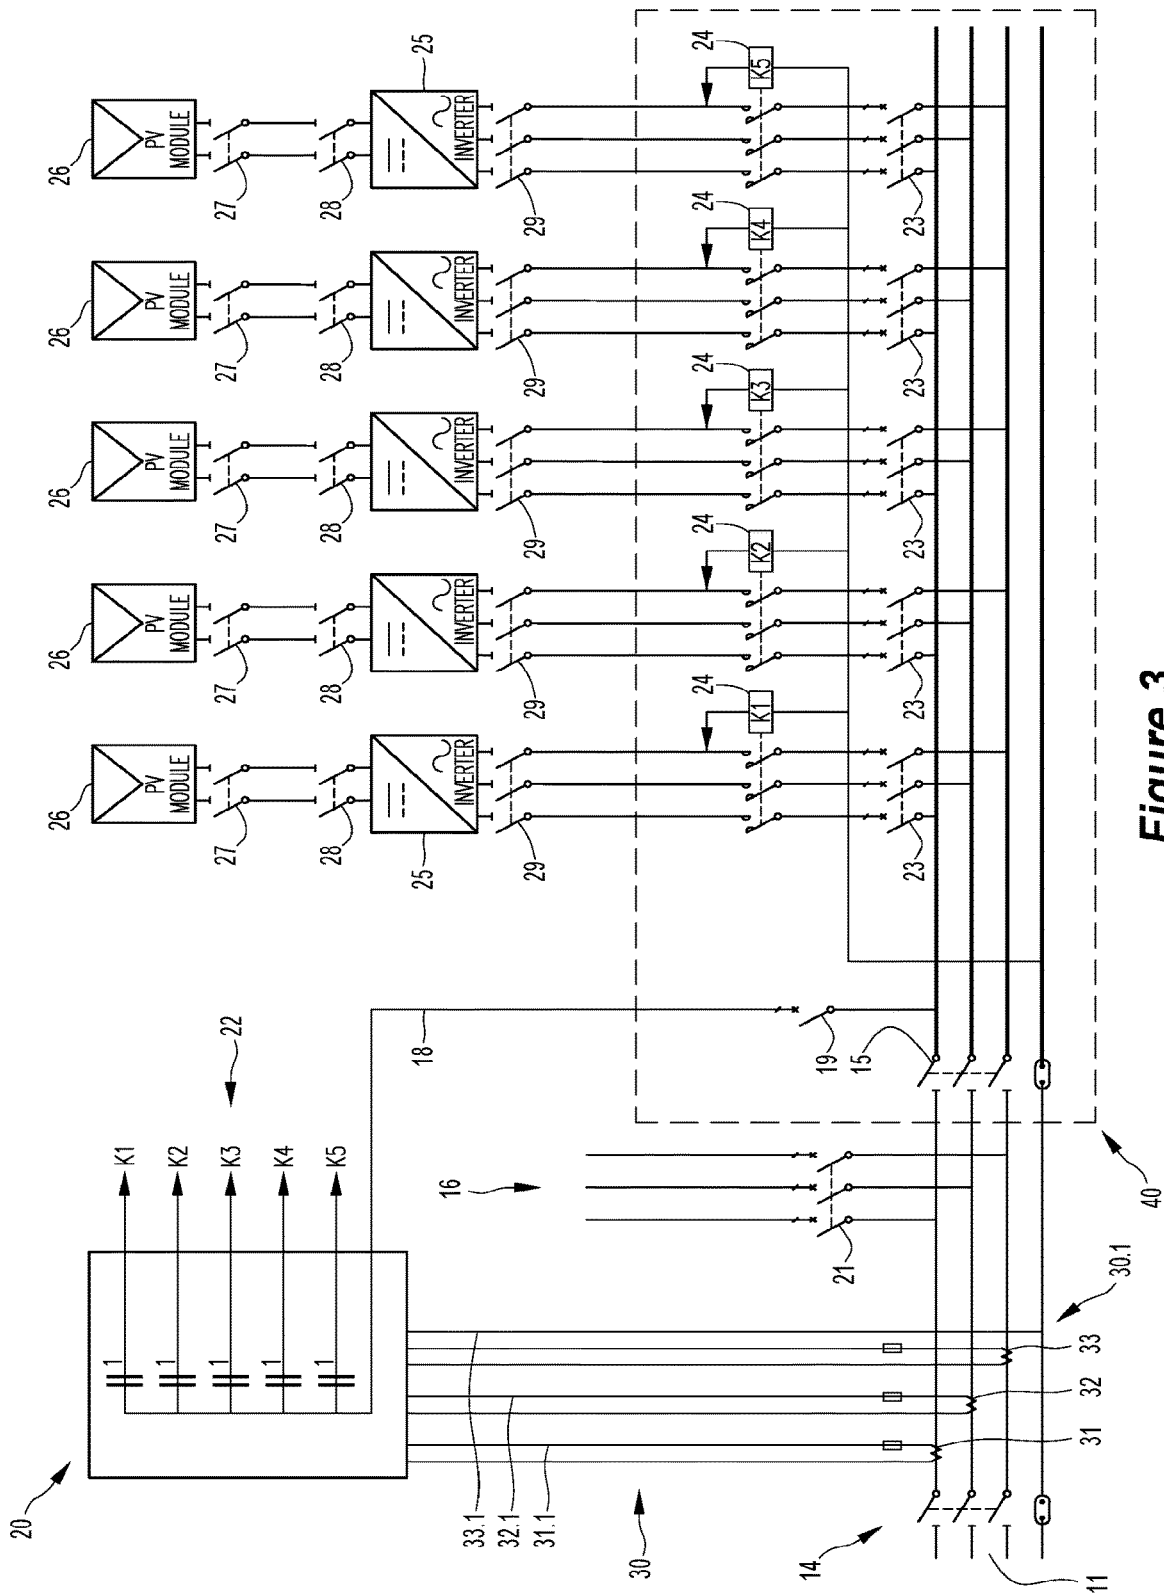 20
26
26
26
26
26
1
K1
PV
MODULE
PV
MODULE
PV
MODULE
PV
MODULE
PV
MODULE
1
K2
1
K3
22
27
27
27
27
27
1
K4
1
K5
28
28
28
28
28
25
25
18
INVERTER
INVERTER
INVERTER
INVERTER
INVERTER
16
33.1
32.1
31.1
29
29
29
29
29
30
24
24
24
24
24
K1
K2
K3
K4
K5
14
21
19
15
23
23
23
23
23
11
31
32
33
30.1
40
Figure 3